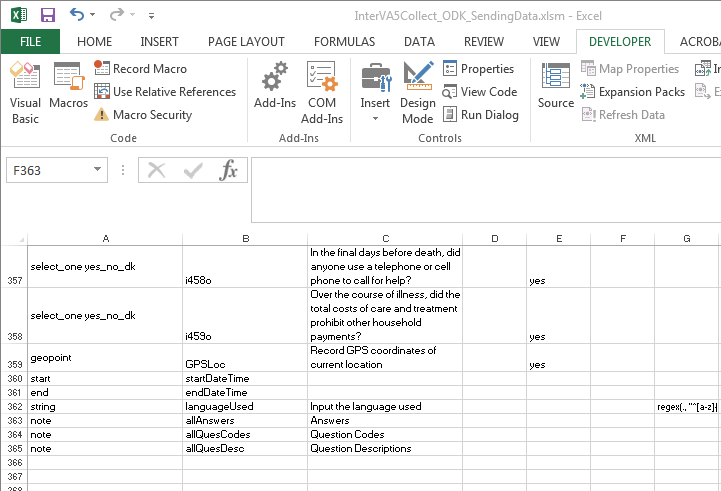 InterVA5Collect_ODK_SendingData.xlsm - Excel
FILE HOME INSERT PAGE LAYOUT FORMULAS DATA REVIEW VIEW DEVELOPER ACROB
Visual Basic
Macros
Record Macro
Use Relative References
Macro Security
Code
Add-Ins
COM Add-Ins
Add-Ins
Insert
Design Mode
Properties
View Code
Run Dialog
Controls
Source
Map Properties
Expansion Packs
Refresh Data
XML
F363
fx
A B C D E F G
In the final days before death, did
anyone use a telephone or cell
357 select_one yes_no_dk i458o phone to call for help? yes
Over the course of illness, did the
total costs of care and treatment
prohibit other household
358 select_one yes_no_dk i459o payments? yes
Record GPS coordinates of
359 geopoint GPSLoc current location yes
360 start startDateTime
361 end endDateTime
362 string languageUsed Input the language used regex(., "^[a-z]{
363 note allAnswers Answers
364 note allQuesCodes Question Codes
365 note allQuesDesc Question Descriptions
366
367
368